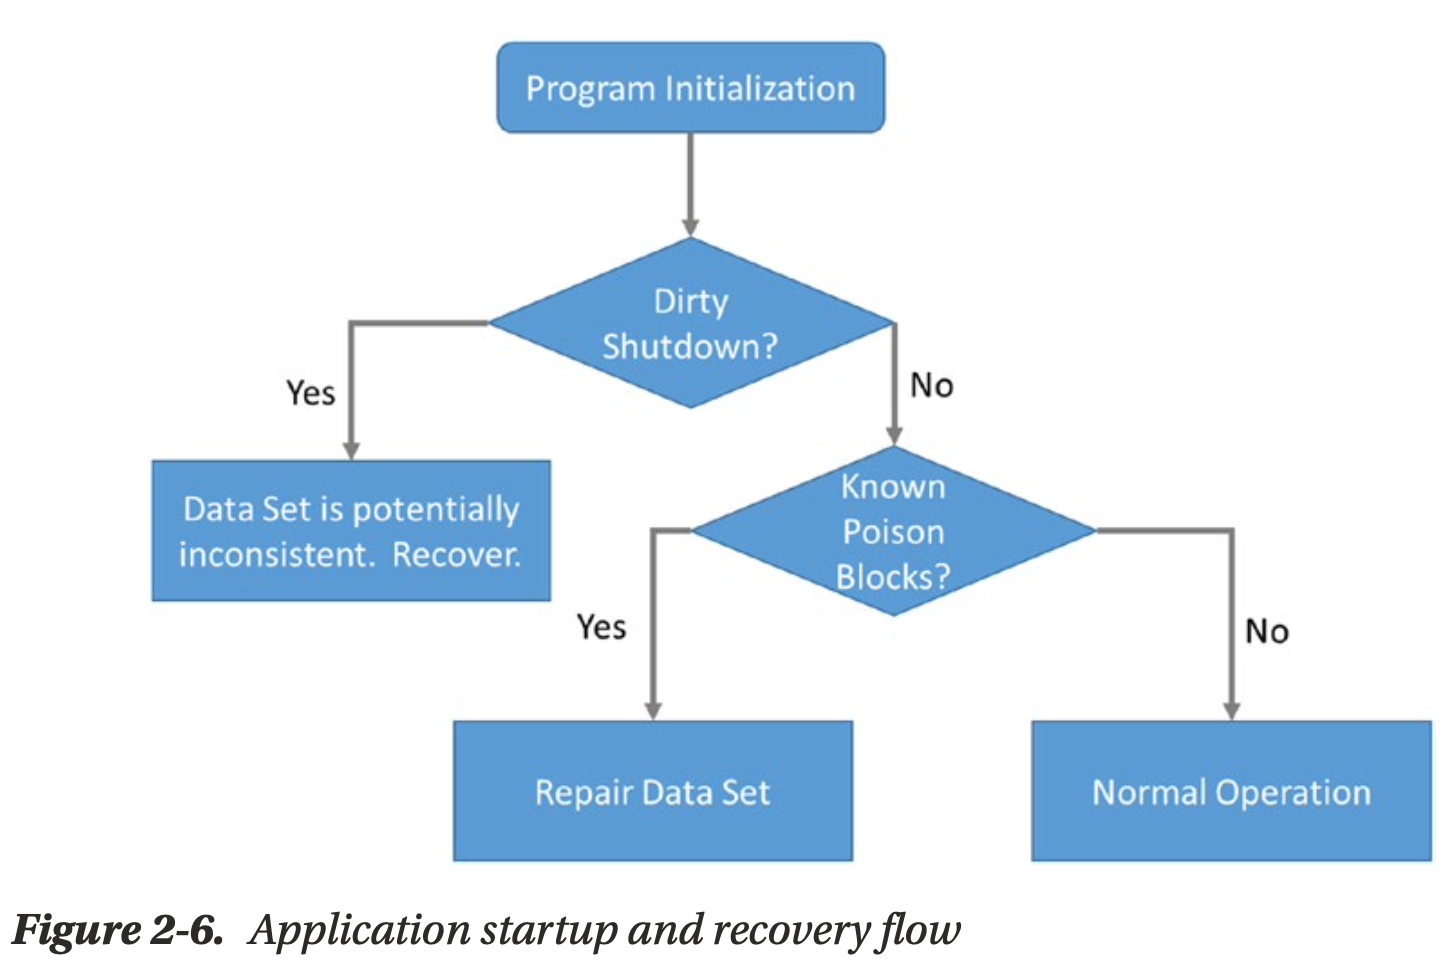 Program Initialization
Dirty
Shutdown?
Yes
No
Data Set is potentially
inconsistent.  Recover.
Known
Poison
Blocks?
Yes
No
Repair Data Set
Normal Operation
Figure 2-6.  Application startup and recovery flow